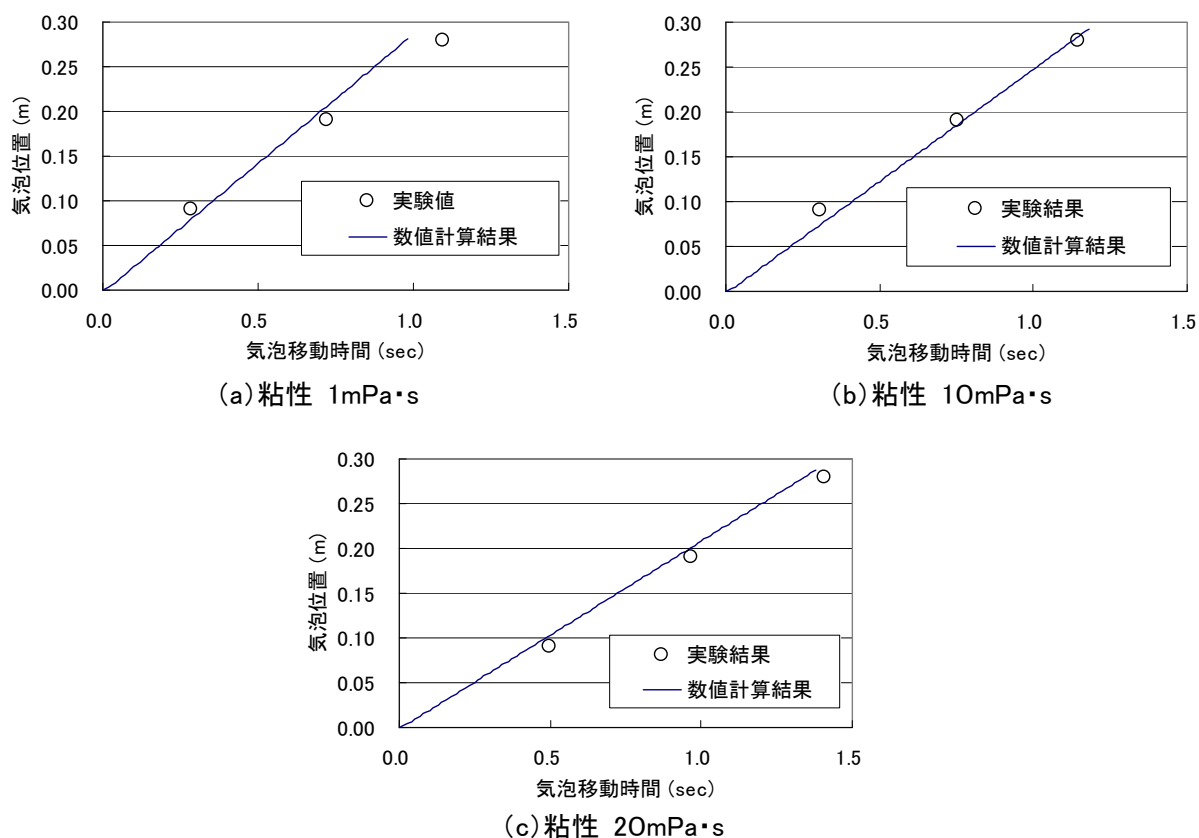 0.30
0.25
0.20
0.15
0.10
0.05
0.00
気泡位置 (m)
実験値
数値計算結果
0.0 0.5 1.0 1.5
気泡移動時間 (sec)
(a)粘性 1mPa・s
0.30
0.25
0.20
0.15
0.10
0.05
0.00
気泡位置 (m)
実験結果
数値計算結果
0.0 0.5 1.0 1.5
気泡移動時間 (sec)
(b)粘性 10mPa・s
0.30
0.25
0.20
0.15
0.10
0.05
0.00
気泡位置 (m)
実験結果
数値計算結果
0.0 0.5 1.0 1.5
気泡移動時間 (sec)
(c)粘性 20mPa・s